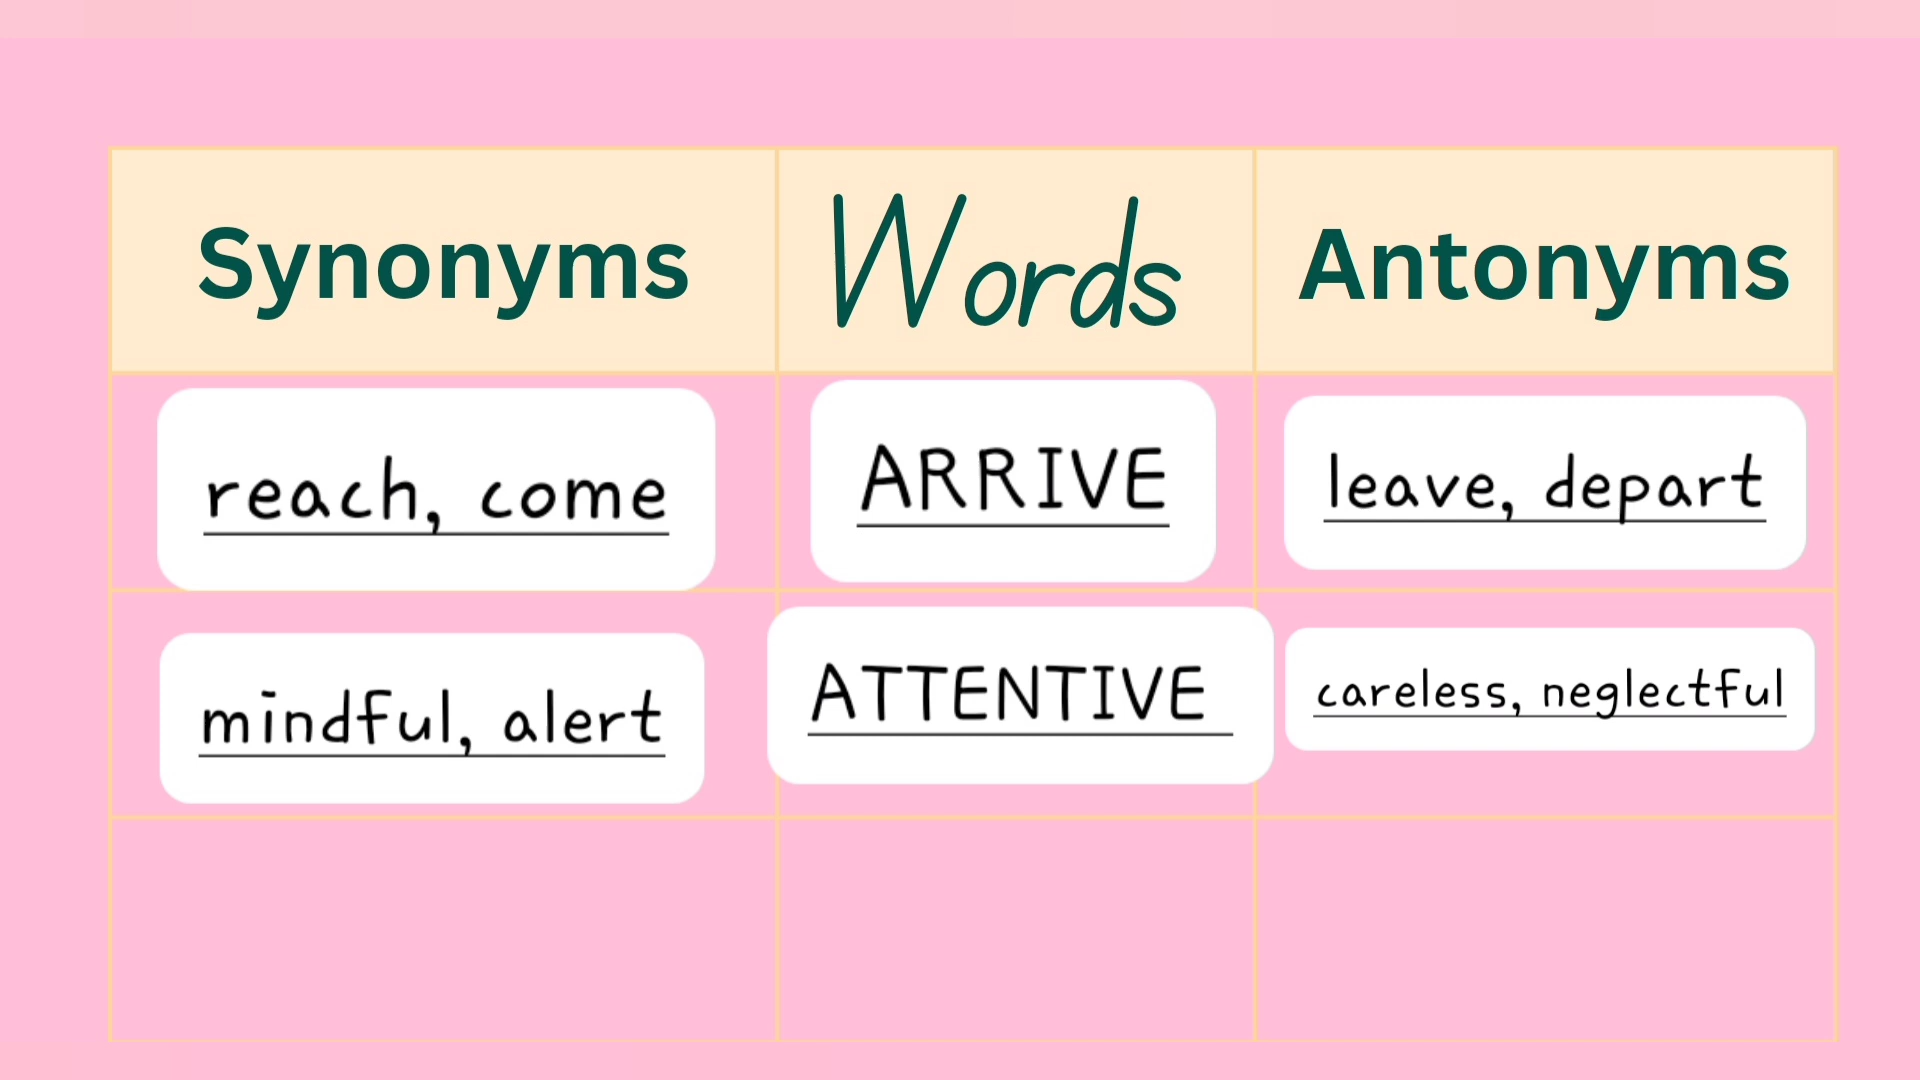 Synonyms Words Antonyms
reach, come ARRIVE leave, depart
mindful, alert ATTENTIVE careless, neglectful